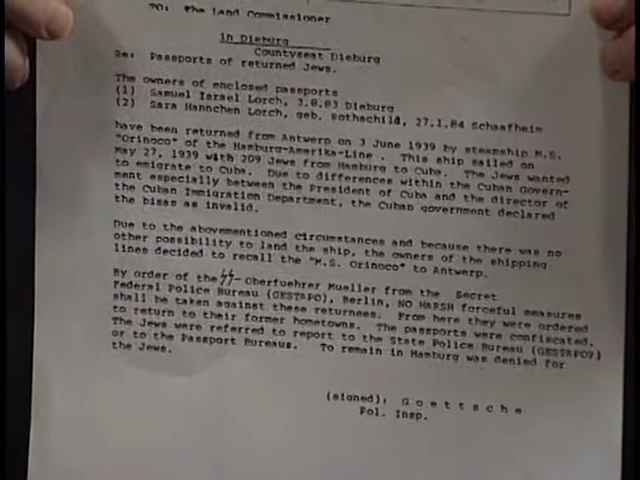 TO: The Land Commissioner
in Dieburg
Countyseat Dieburg
Re: Passports of returned Jews.
The owners of enclosed passports
(1) Samuel Israel Lorch, 3.8.83 Dieburg
(2) Sara Hannchen Lorch, geb. Rothschild, 27.1.84 Schaafheim
have been returned from Antwerp on 3 June 1939 by steamship M.S.
"Orinoco" of the Hamburg-Amerika-Line . This ship sailed on
May 27, 1939 with 209 Jews from Hamburg to Cuba. The Jews wanted
to emigrate to Cuba. Due to differences within the Cuban Govern-
ment especially between the President of Cuba and the director of
the Cuban Immigration Department, the Cuban government declared
the bisas as invalid.
Due to the abovementioned circumstances and because there was no
other possibility to land the ship, the owners of the shipping
lines decided to recall the "M.S. Orinoco" to Antwerp.
By order of the SS-Oberfuehrer Mueller from the Secret
Federal Police Bureau (GESTAPO), Berlin, NO HARSH forceful measures
shall be taken against these returnees. From here they were ordered
to return to their former hometowns. The passports were confiscated.
The Jews were referred to report to the State Police Bureau (GESTAPO?)
or to the Passport Bureaus. To remain in Hamburg was denied for
the Jews.
(signed): Goettsche
Pol. Insp.